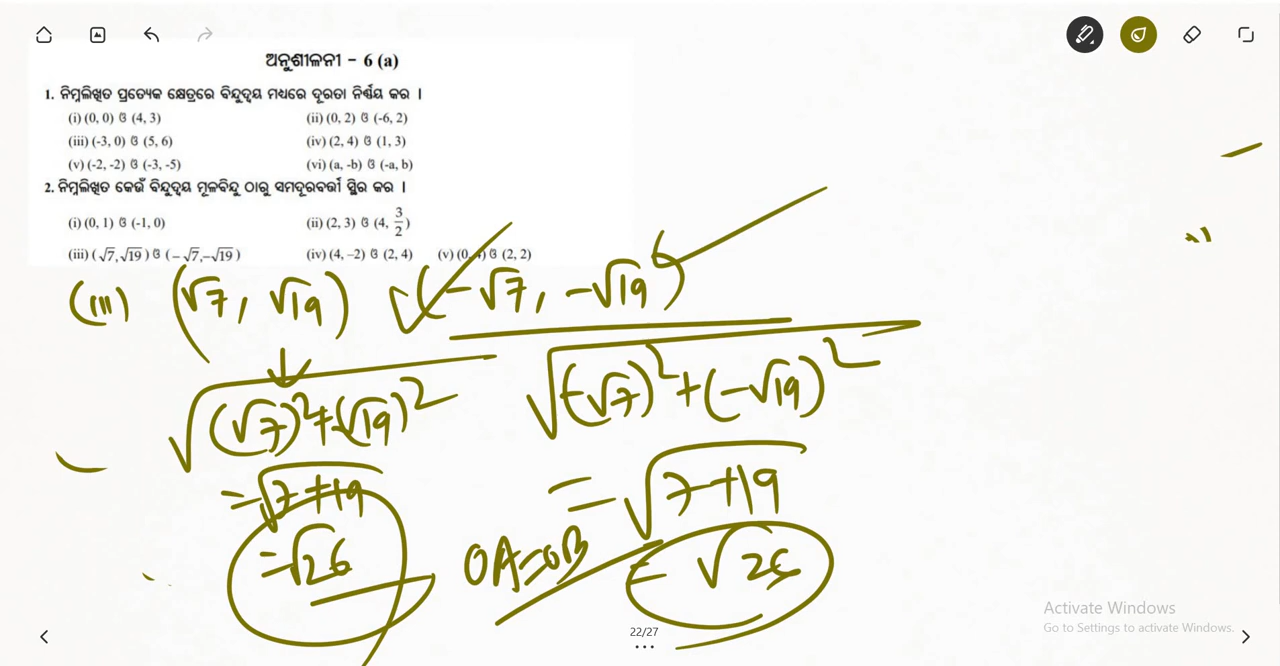 ଅନୁଶୀଳନୀ – 6 (a)
1. ନିମ୍ନଲିଖିତ ପ୍ରତ୍ୟେକ କ୍ଷେତ୍ରରେ ବିନ୍ଦୁଦ୍ୱୟ ମଧ୍ୟରେ ଦୂରତା ନିର୍ଣ୍ଣୟ କର ।
(i) (0, 0) ଓ (4, 3) (ii) (0, 2) ଓ (-6, 2)
(iii) (-3, 0) ଓ (5, 6) (iv) (2, 4) ଓ (1, 3)
(v) (-2, -2) ଓ (-3, -5) (vi) (a, -b) ଓ (-a, b)
2. ନିମ୍ନଲିଖିତ କେଉଁ ବିନ୍ଦୁଦ୍ୱୟ ମୂଳବିନ୍ଦୁ ଠାରୁ ସମଦୂରବର୍ତ୍ତୀ ସ୍ଥିର କର ।
(i) (0, 1) ଓ (-1, 0) (ii) (2, 3) ଓ (4, 3/2)
(iii) (√7,√19) ଓ (−√7,−√19) (iv) (4, −2) ଓ (2, 4) (v) (0, ଓ (2, 2)
(iii) (√7, √19) (−√7, −√19)
√(√7)²+(√19)² √(−√7)²+(−√19)²
=√7+19 =√7+19
=√26 OA=OB = √26
Activate Windows
Go to Settings to activate Windows.
22/27